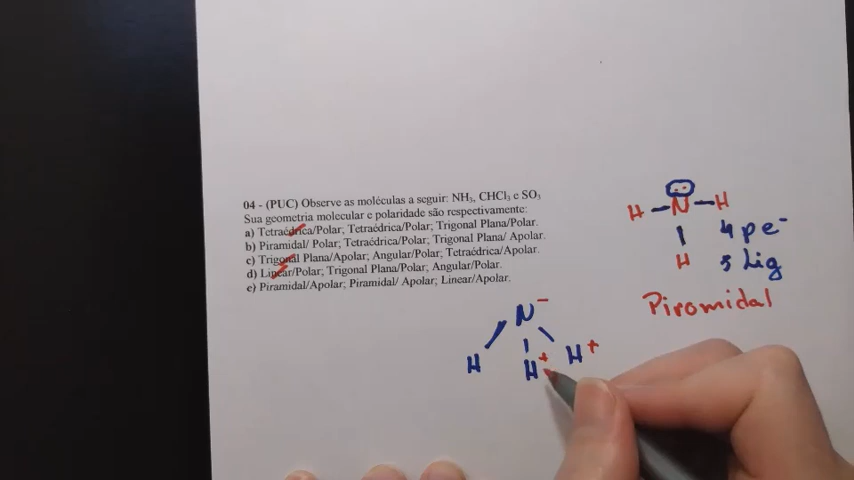 04 - (PUC) Observe as moléculas a seguir: NH₃, CHCl₃ e SO₃
Sua geometria molecular e polaridade são respectivamente:
a) Tetraédrica/Polar; Tetraédrica/Polar; Trigonal Plana/Polar.
b) Piramidal/ Polar; Tetraédrica/Polar; Trigonal Plana/ Apolar.
c) Trigonal Plana/Apolar; Angular/Polar; Tetraédrica/Apolar.
d) Linear/Polar; Trigonal Plana/Polar; Angular/Polar.
e) Piramidal/Apolar; Piramidal/ Apolar; Linear/Apolar.
H – N – H
H
4 pe⁻
3 Lig
Piromidal
N⁻
H H⁺ H⁺